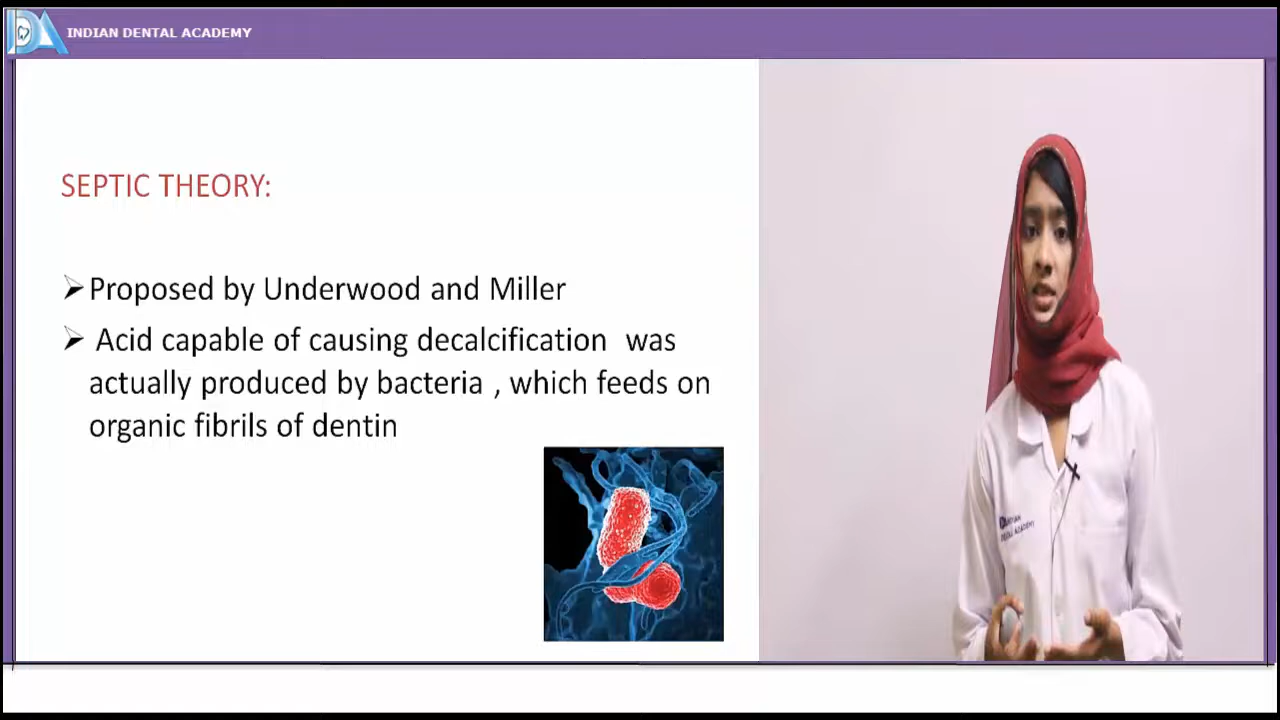 INDIAN DENTAL ACADEMY
SEPTIC THEORY:
➢Proposed by Underwood and Miller
➢ Acid capable of causing decalcification was
actually produced by bacteria , which feeds on
organic fibrils of dentin